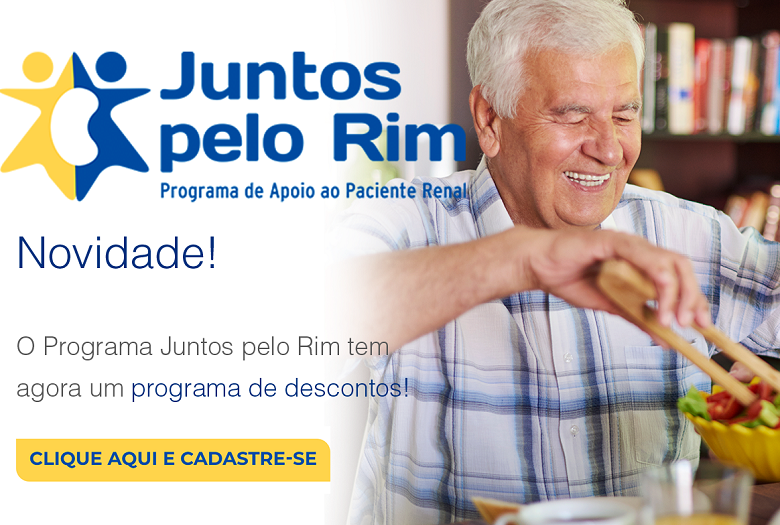 Juntos
pelo Rim
Programa de Apoio ao Paciente Renal
Novidade!
O Programa Juntos pelo Rim tem
agora um programa de descontos!
CLIQUE AQUI E CADASTRE-SE